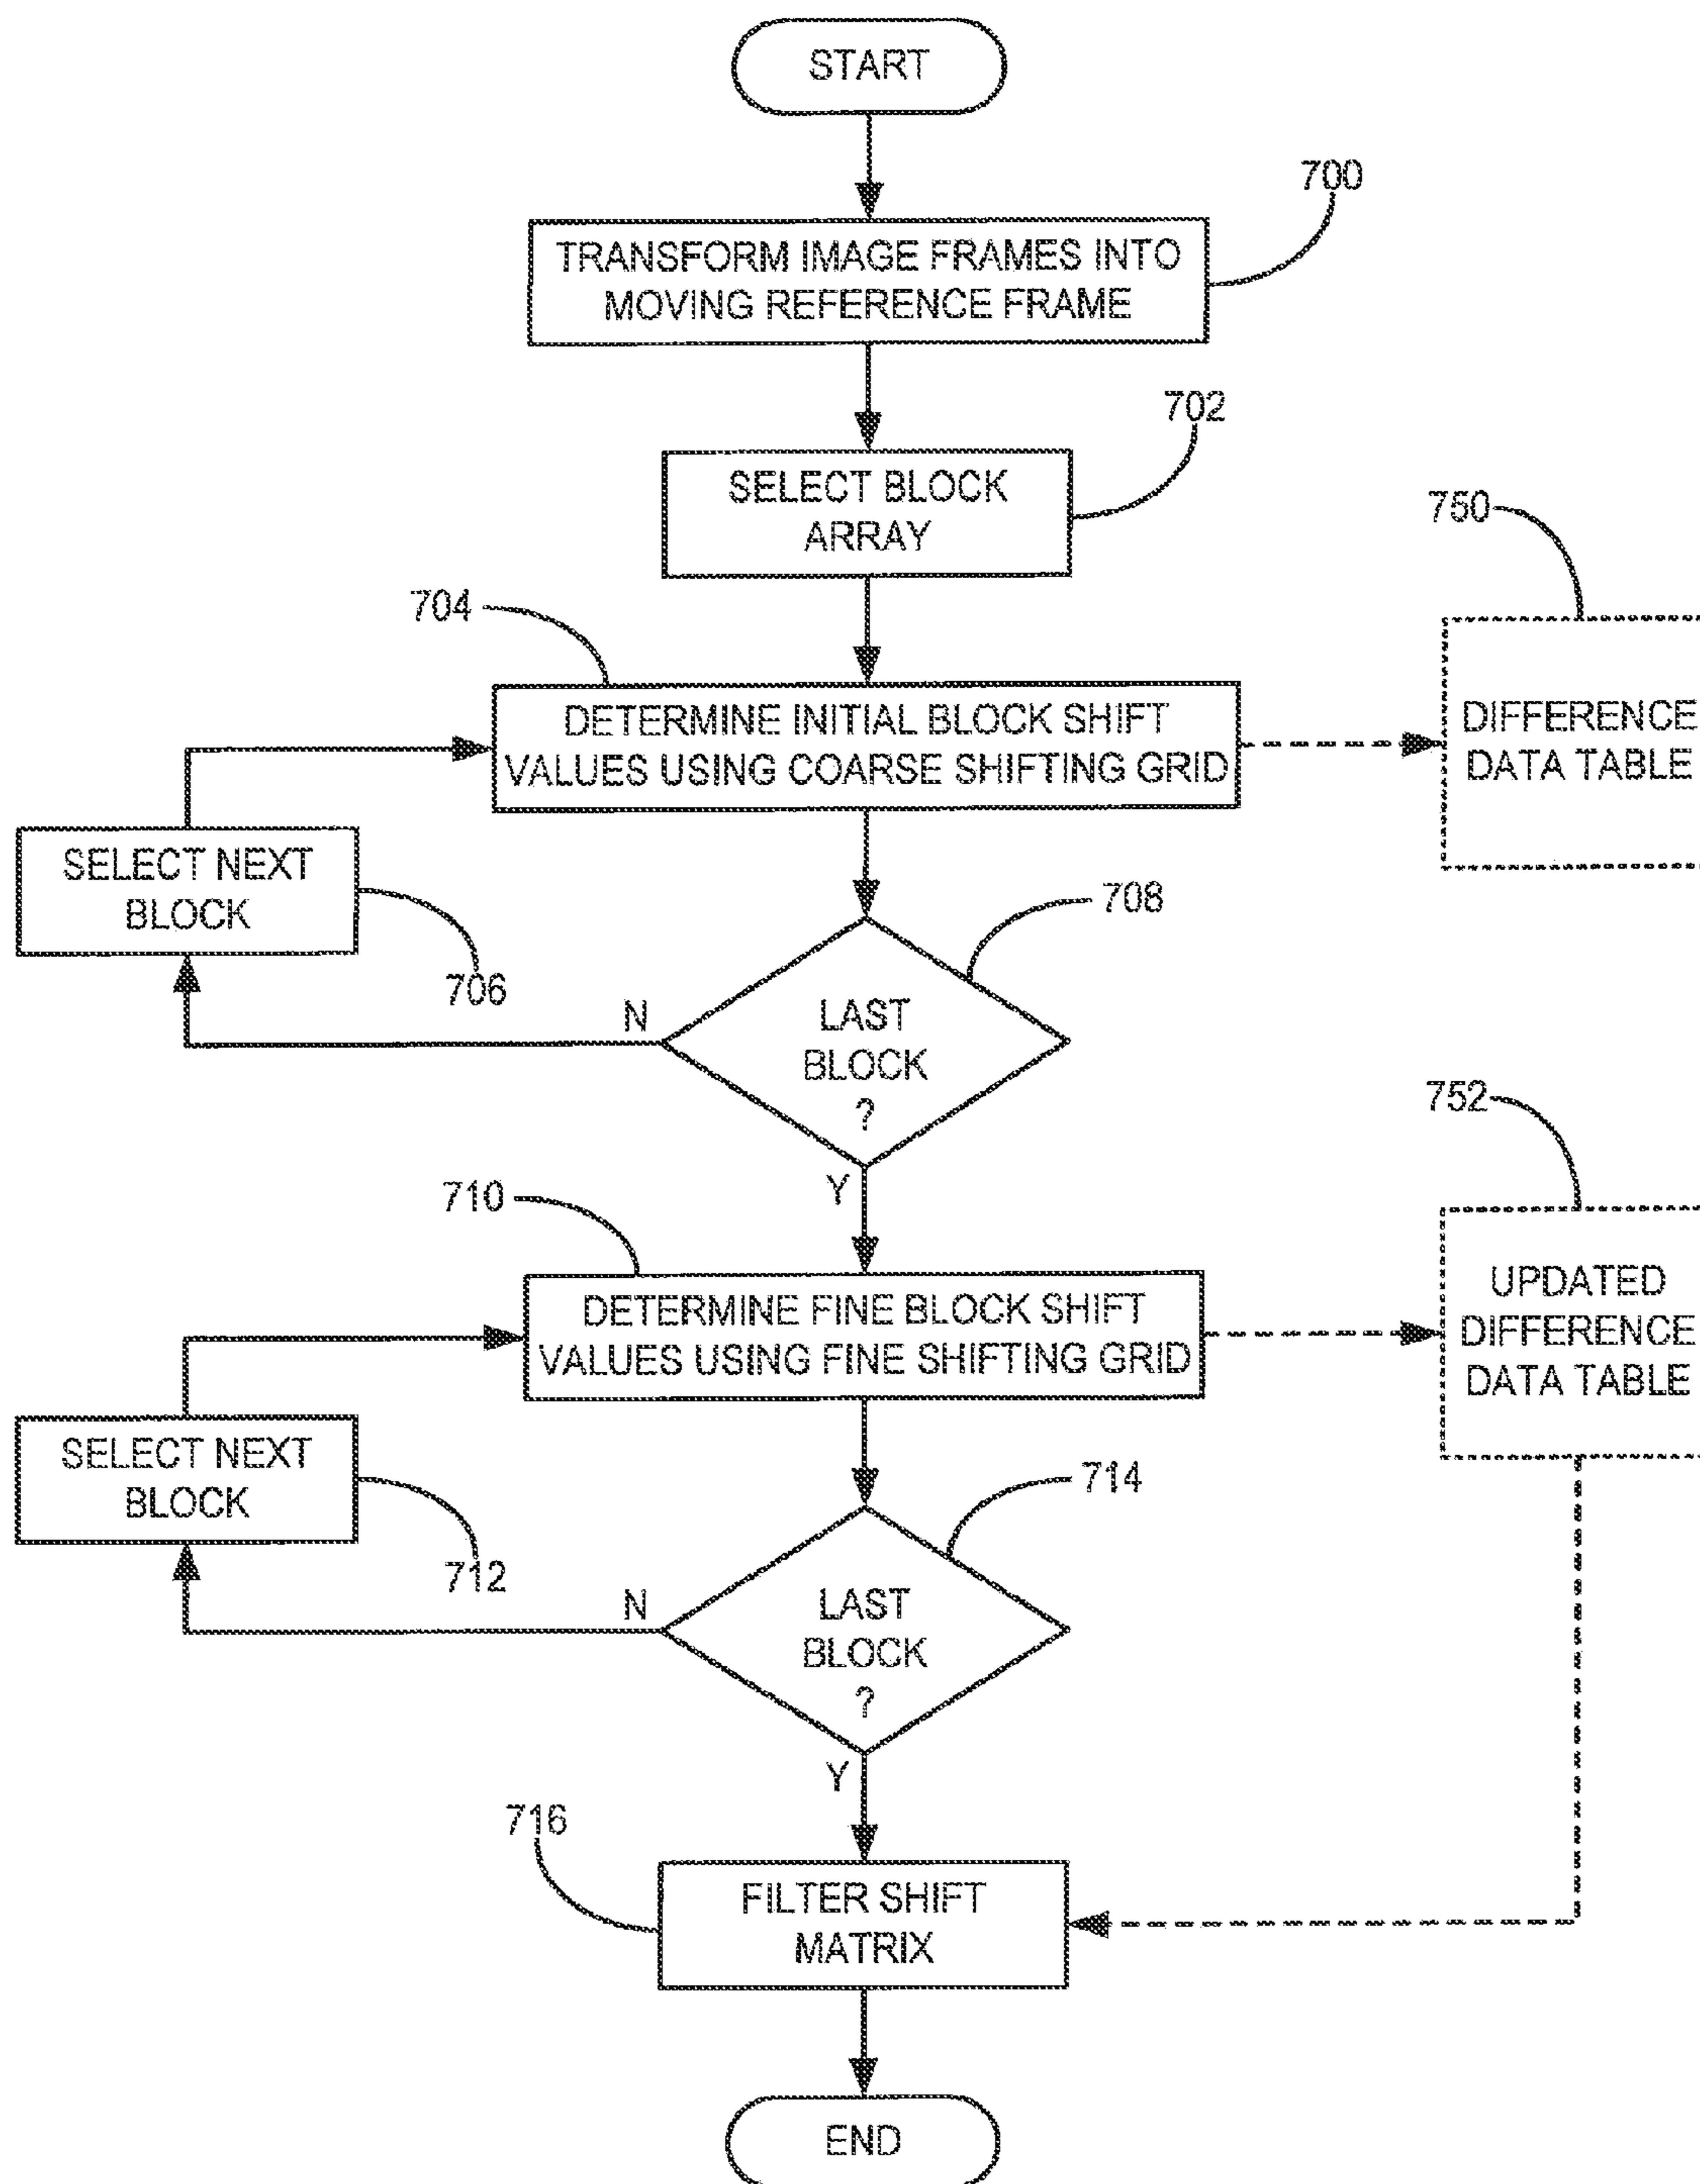 START
700
TRANSFORM IMAGE FRAMES INTO
MOVING REFERENCE FRAME
702
SELECT BLOCK
ARRAY
750
704
DETERMINE INITIAL BLOCK SHIFT
VALUES USING COARSE SHIFTING GRID
DIFFERENCE
DATA TABLE
SELECT NEXT
BLOCK
706
708
N
LAST
BLOCK
?
Y
752
710
DETERMINE FINE BLOCK SHIFT
VALUES USING FINE SHIFTING GRID
UPDATED
DIFFERENCE
DATA TABLE
SELECT NEXT
BLOCK
712
714
N
LAST
BLOCK
?
Y
716
FILTER SHIFT
MATRIX
END